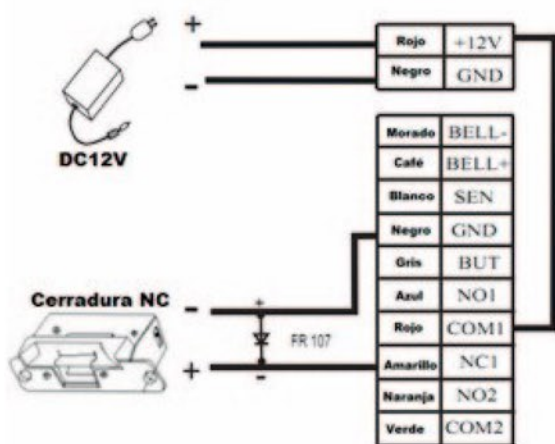 +
Rojo +12V
-
Negro GND
DC12V
Morado BELL-
Café BELL+
Blanco SEN
Negro GND
Gris BUT
Azul NO1
Cerradura NC
-
+
FR 107
Rojo COM1
+
-
Amarillo NC1
Naranja NO2
Verde COM2